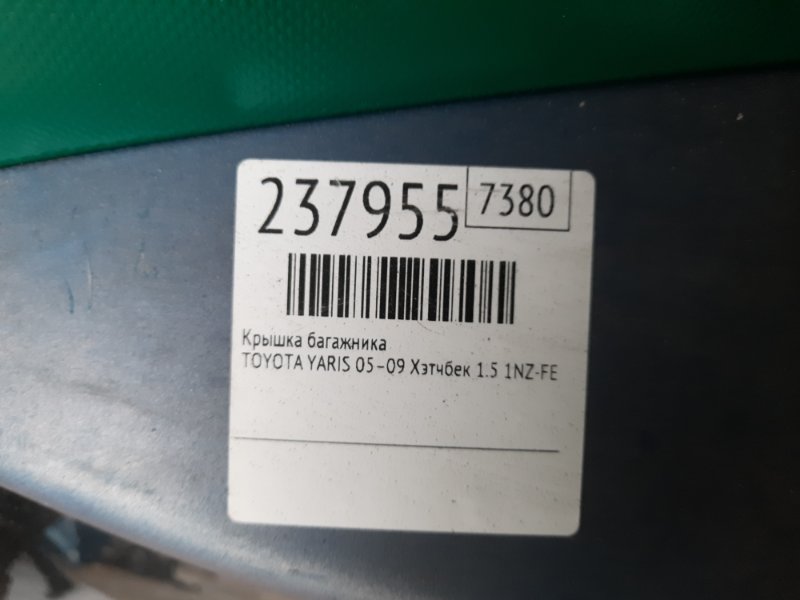 237955 7380
Крышка багажника
TOYOTA YARIS 05-09 Хэтчбек 1.5 1NZ-FE